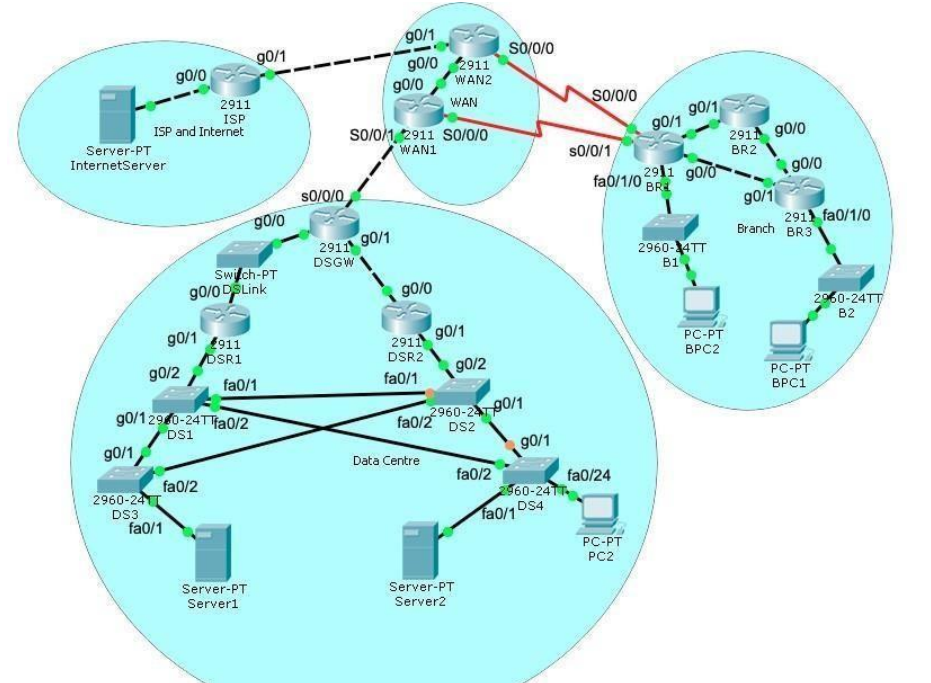 g0/1
S0/0/0
2911
WAN2
g0/0
g0/1
g0/0
2911
ISP
ISP and Internet
Server-PT
InternetServer
g0/0
WAN
2911
WAN1
S0/0/1
S0/0/0
S0/0/0
s0/0/1
g0/1
g0/1
2911
BR2
g0/0
2911
g0/0
g0/0
g0/1
fa0/1/0
2911
BR3
fa0/1/0
Branch
2960-24TT
B1
PC-PT
BPC2
2960-24TT
B2
PC-PT
BPC1
s0/0/0
g0/0
2911
DSGW
g0/1
Switch-PT
DSLink
g0/0
g0/0
2911
DSR1
g0/1
2911
DSR2
g0/1
g0/2
g0/2
fa0/1
fa0/1
2960-24TT
DS1
fa0/2
g0/1
2960-24TT
DS2
fa0/2
g0/1
g0/1
g0/1
Data Centre
2960-24TT
DS3
fa0/2
fa0/1
fa0/2
2960-24TT
DS4
fa0/24
fa0/1
PC-PT
PC2
Server-PT
Server1
Server-PT
Server2